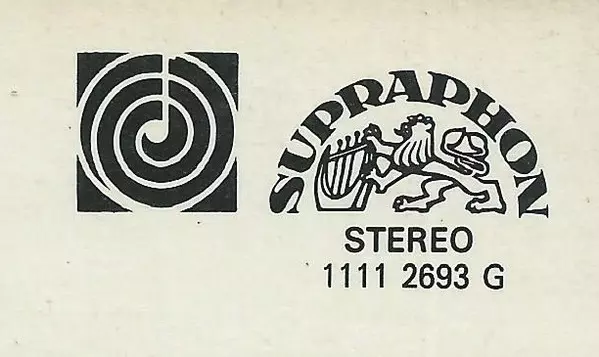 SUPRAPHON
STEREO
1111 2693 G